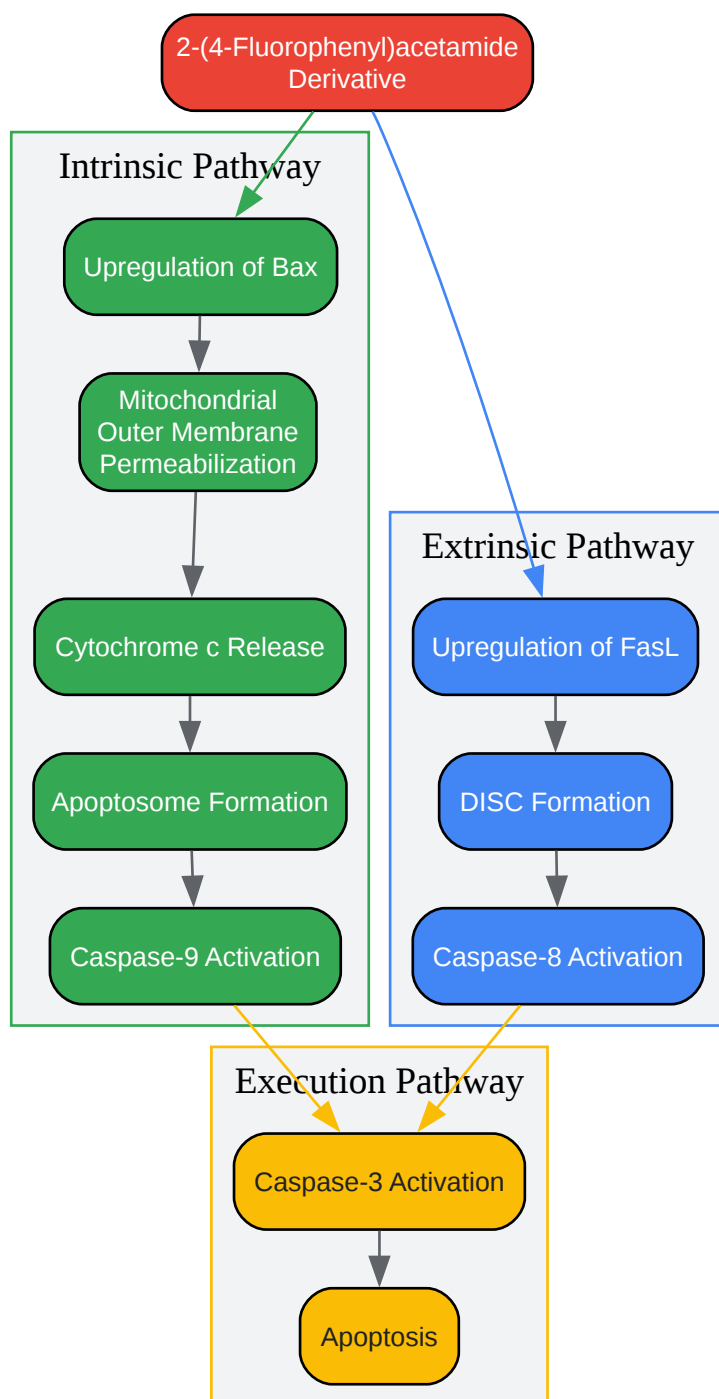 2-(4-Fluorophenyl)acetamide
Derivative
Intrinsic Pathway
Upregulation of Bax
Mitochondrial
Outer Membrane
Permeabilization
Cytochrome c Release
Apoptosome Formation
Caspase-9 Activation
Extrinsic Pathway
Upregulation of FasL
DISC Formation
Caspase-8 Activation
Execution Pathway
Caspase-3 Activation
Apoptosis